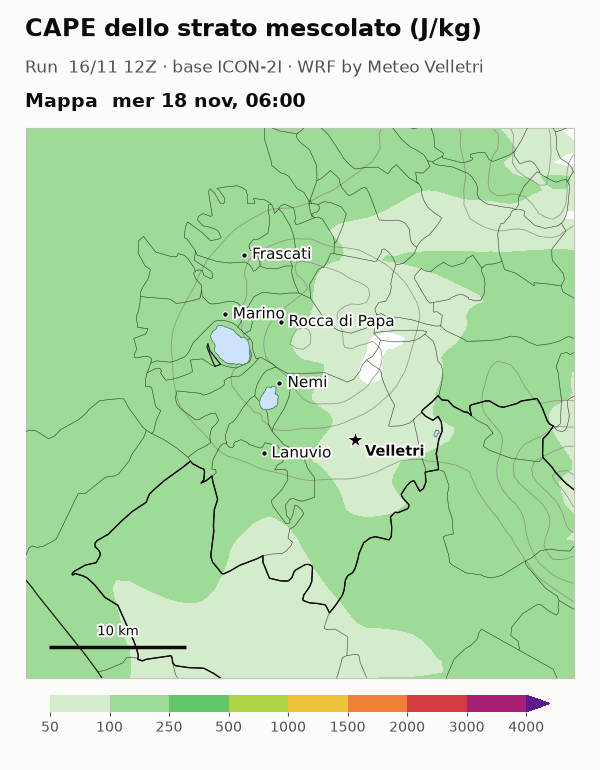 CAPE dello strato mescolato (J/kg)
Run  16/11 12Z · base ICON-2I · WRF by Meteo Velletri
Mappa  mer 18 nov, 06:00
Frascati
Marino
Rocca di Papa
Nemi
Velletri
Lanuvio
10 km
50 100 250 500 1000 1500 2000 3000 4000